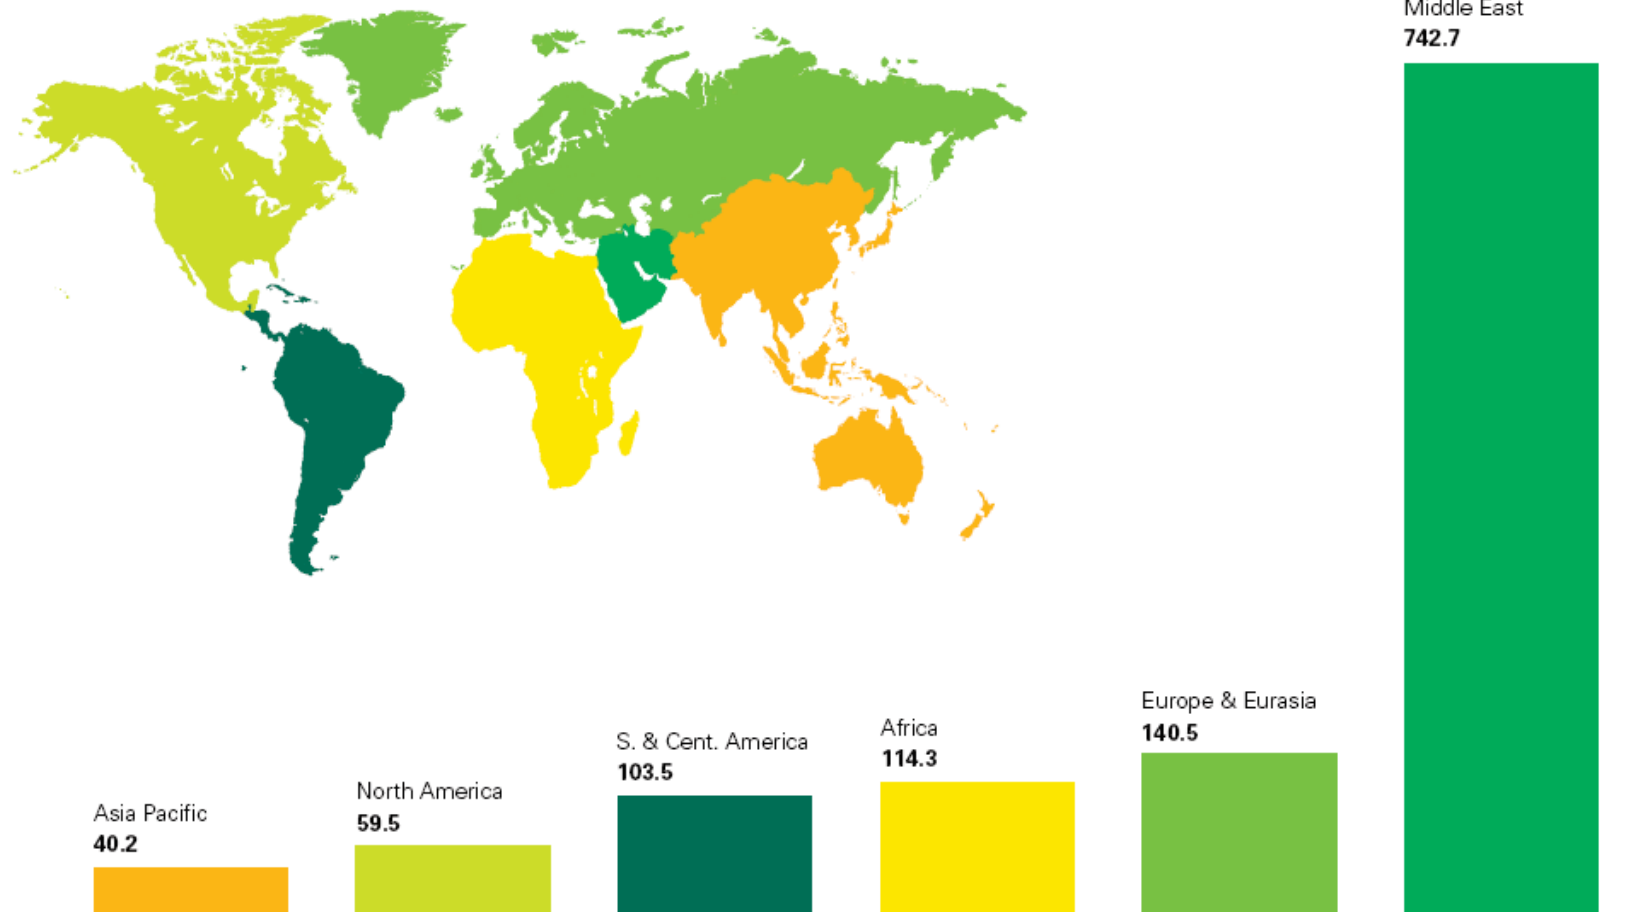 Middle East
742.7
Europe & Eurasia
140.5
Africa
114.3
S. & Cent. America
103.5
North America
59.5
Asia Pacific
40.2